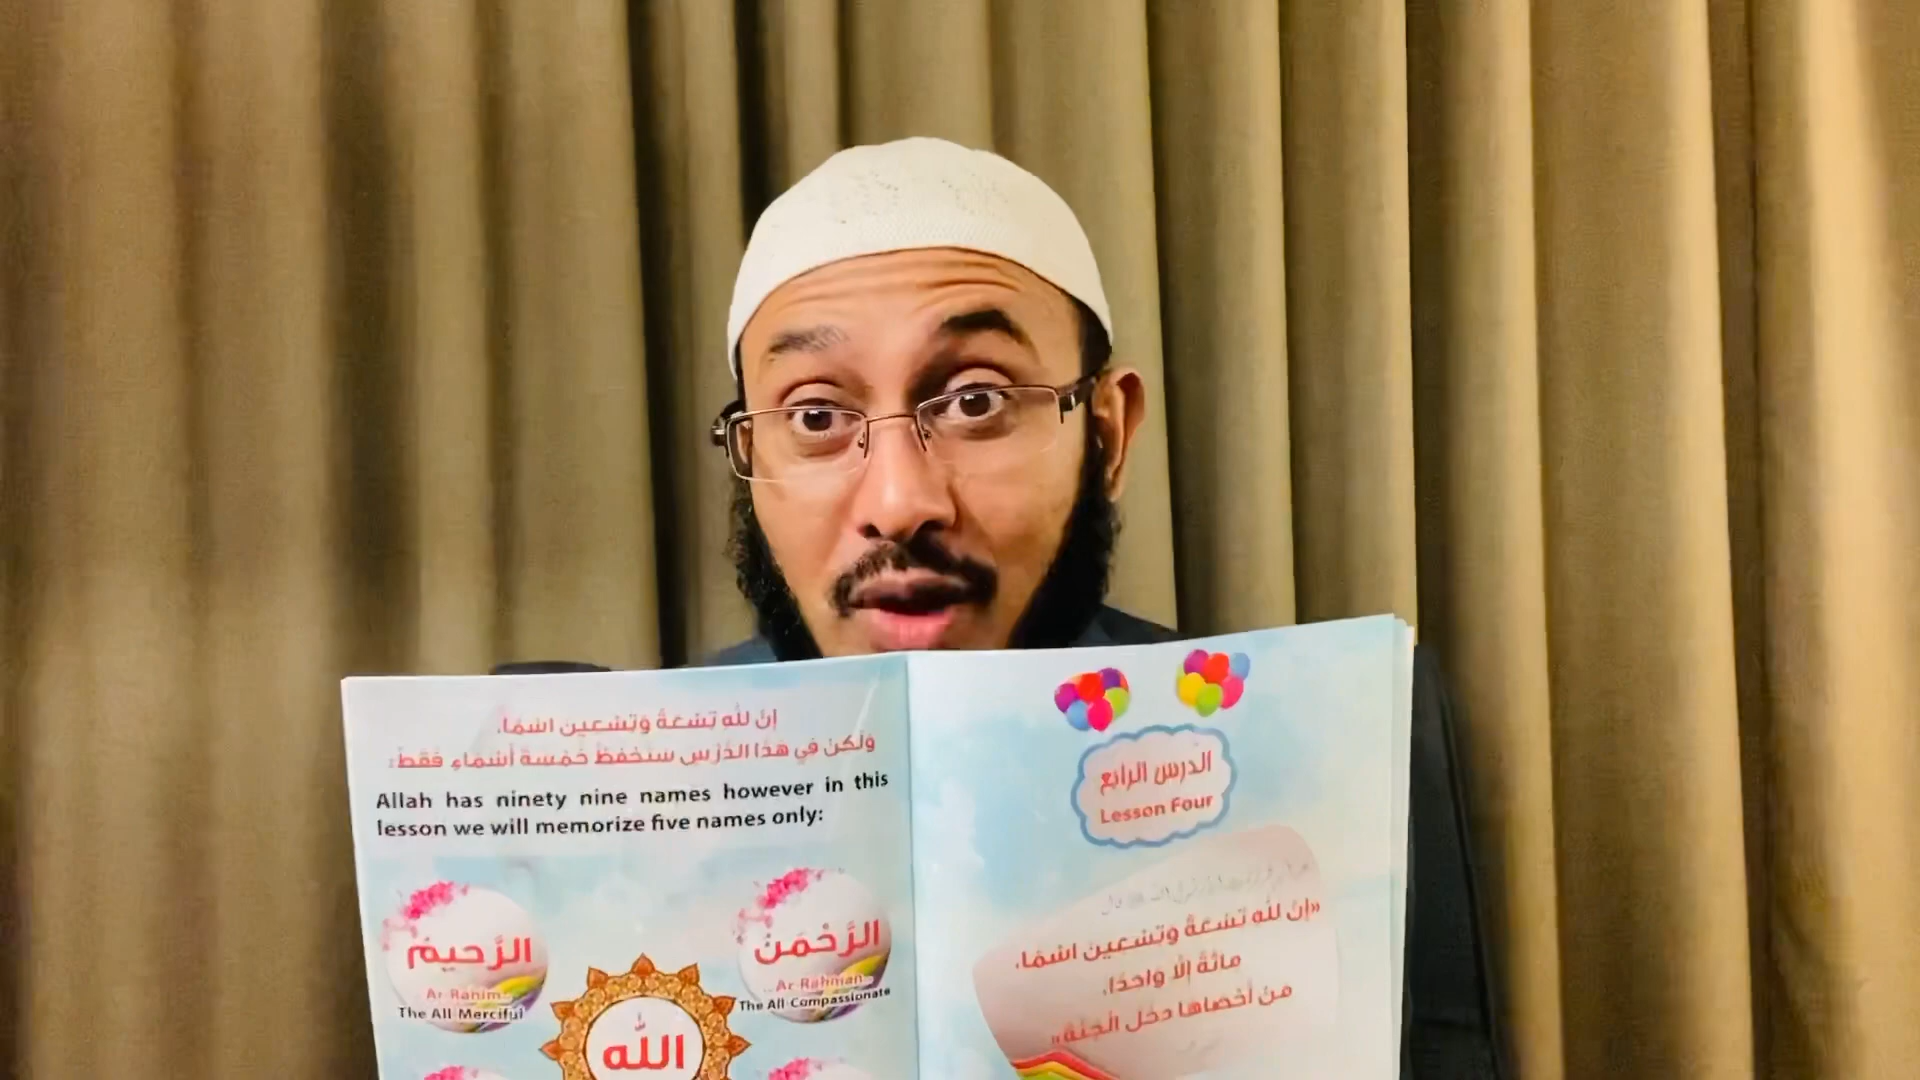 الدرس الرابع
Lesson Four
«إن لله تسعة وتسعين اسما،
مائة إلا واحدا،
من أحصاها دخل الجنة»
إن لله تسعة وتسعين اسما،
ولكن في هذا الدرس سنحفظ خمسة أسماء فقط:
Allah has ninety nine names however in this
lesson we will memorize five names only:
الرَّحْمَنُ
Ar-Rahman
The All-Compassionate
الرَّحيمُ
Ar-Rahim
The All Merciful
الله